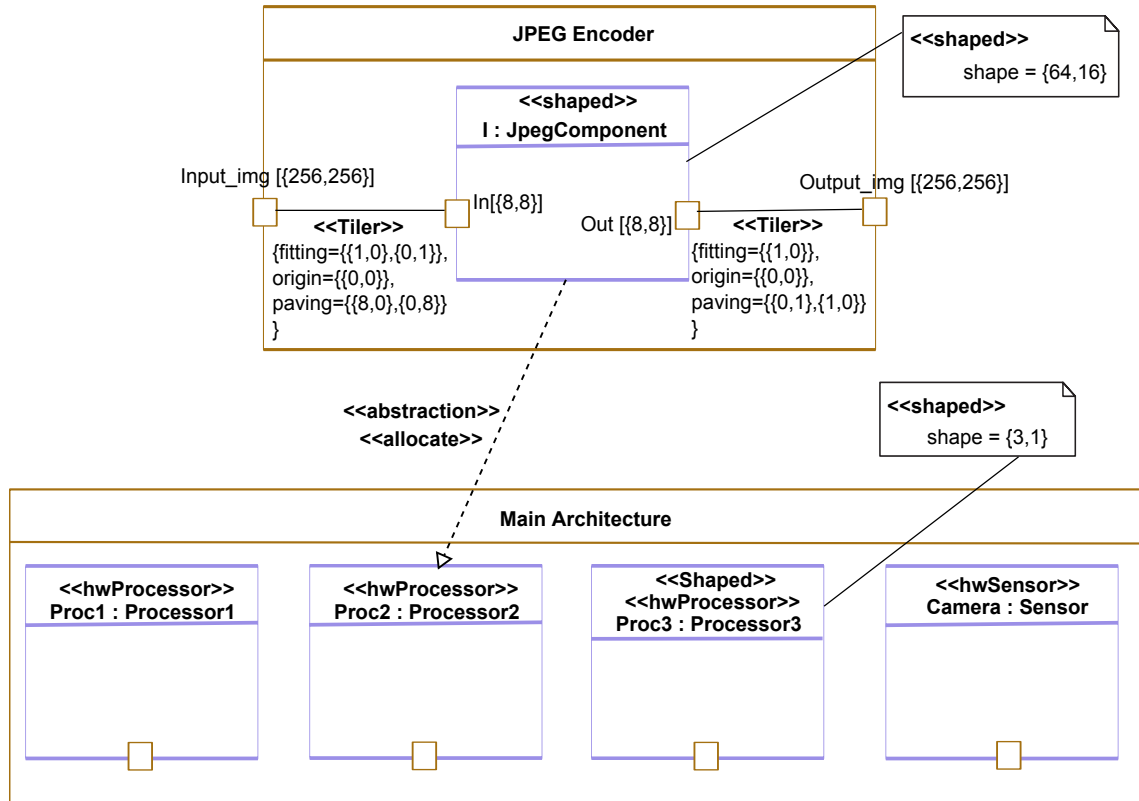 JPEG Encoder
<<shaped>>
shape = {64,16}
<<shaped>>
I : JpegComponent
Input_img [{256,256}]
In[{8,8}]
Out [{8,8}]
Output_img [{256,256}]
<<Tiler>>
{fitting={{1,0},{0,1}},
origin={{0,0}},
paving={{8,0},{0,8}}
}
<<Tiler>>
{fitting={{1,0}},
origin={{0,0}},
paving={{0,1},{1,0}}
}
<<abstraction>>
<<allocate>>
<<shaped>>
shape = {3,1}
Main Architecture
<<hwProcessor>>
Proc1 : Processor1
<<hwProcessor>>
Proc2 : Processor2
<<Shaped>>
<<hwProcessor>>
Proc3 : Processor3
<<hwSensor>>
Camera : Sensor